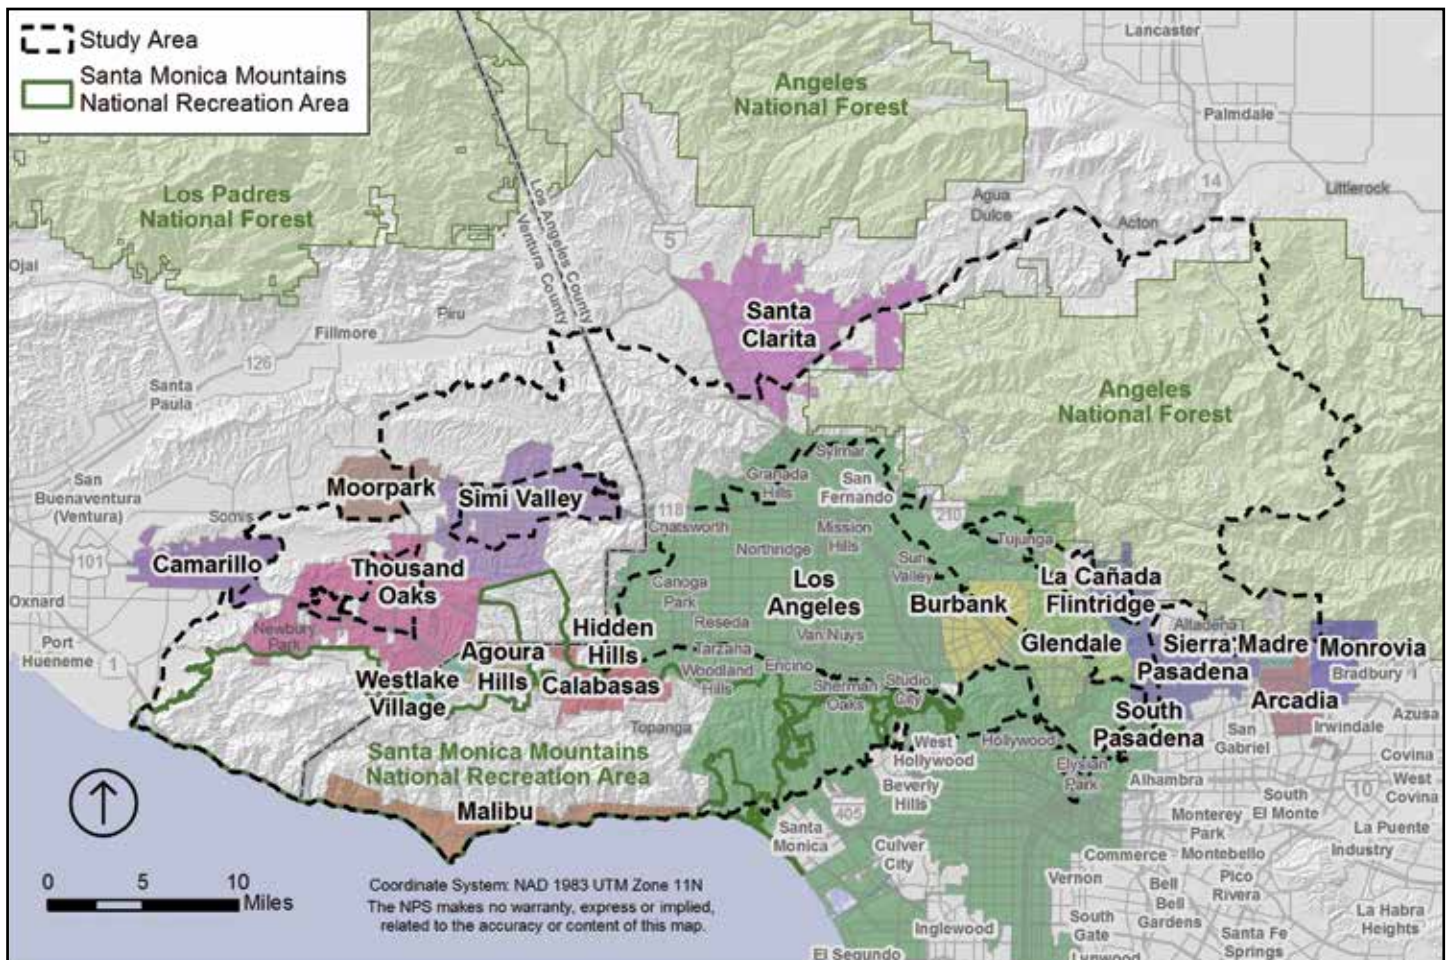 Study Area
Santa Monica Mountains
National Recreation Area
Lancaster
Angeles
National Forest
Palmdale
14
Littlerock
Los Padres
National Forest
Agua
Dulce
Acton
Los Angeles County
Ventura County
5
Ojai
Santa
Clarita
Piru
Fillmore
126
Santa
Paula
Angeles
National Forest
San
Buenaventura
(Ventura)
Somis
Moorpark
Simi Valley
118
Chatsworth
Granada
Hills
Sylmar
San
Fernando
210
101
Camarillo
Thousand
Oaks
Northridge
Mission
Hills
Tujunga
Sun
Valley
Canoga
Park
Los
Angeles
La Cañada
Flintridge
Burbank
Oxnard
Newbury
Park
Hidden
Hills
Reseda
Van Nuys
Altadena
Port
Hueneme
1
Agoura
Hills
Tarzana
Woodland
Hills
Encino
Glendale
Sierra Madre
Monrovia
Pasadena
Bradbury
Westlake
Village
Calabasas
Sherman
Oaks
Studio
City
Arcadia
South
Pasadena
Azusa
Irwindale
San
Gabriel
Topanga
Santa Monica Mountains
National Recreation Area
West
Hollywood
Hollywood
Elysian
Park
Covina
Alhambra
Beverly
Hills
West
Covina
10
South
El Monte
Malibu
405
Santa
Monica
Culver
City
Monterey
Park
La Puente
Industry
Commerce
Montebello
Vernon
Bell
Bell
Gardens
Pico
Rivera
0 5 10
Miles
Coordinate System: NAD 1983 UTM Zone 11N
The NPS makes no warranty, express or implied,
related to the accuracy or content of this map.
Inglewood
South
Gate
La Habra
Heights
Santa Fe
Springs
El Segundo
Lynwood